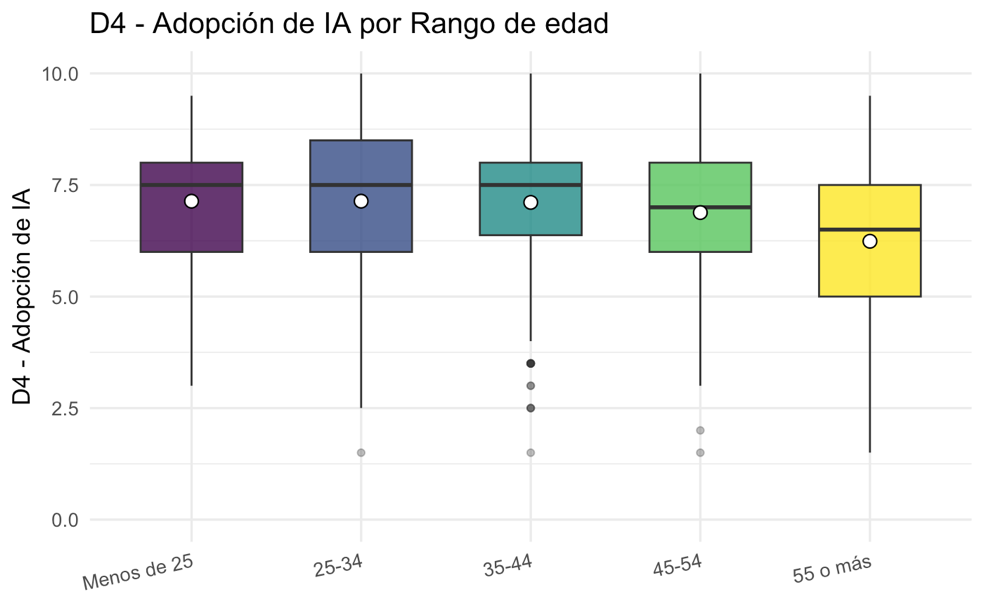 D4 - Adopción de IA por Rango de edad
D4 - Adopción de IA
10.0
7.5
5.0
2.5
0.0
Menos de 25
25-34
35-44
45-54
55 o más